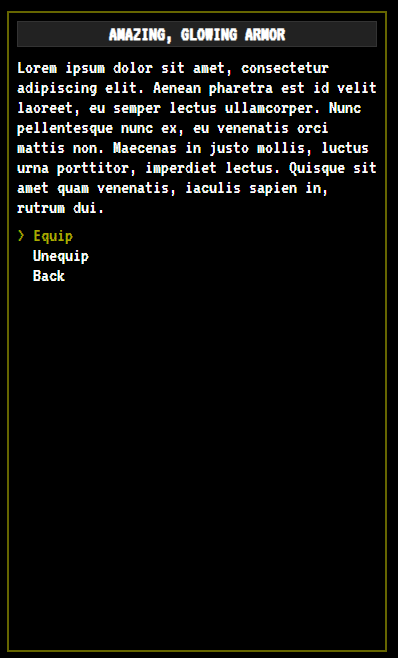 AMAZING, GLOWING ARMOR
Lorem ipsum dolor sit amet, consectetur
adipiscing elit. Aenean pharetra est id velit
laoreet, eu semper lectus ullamcorper. Nunc
pellentesque nunc ex, eu venenatis orci
mattis non. Maecenas in justo mollis, luctus
urna porttitor, imperdiet lectus. Quisque sit
amet quam venenatis, iaculis sapien in,
rutrum dui.
❯ Equip
Unequip
Back